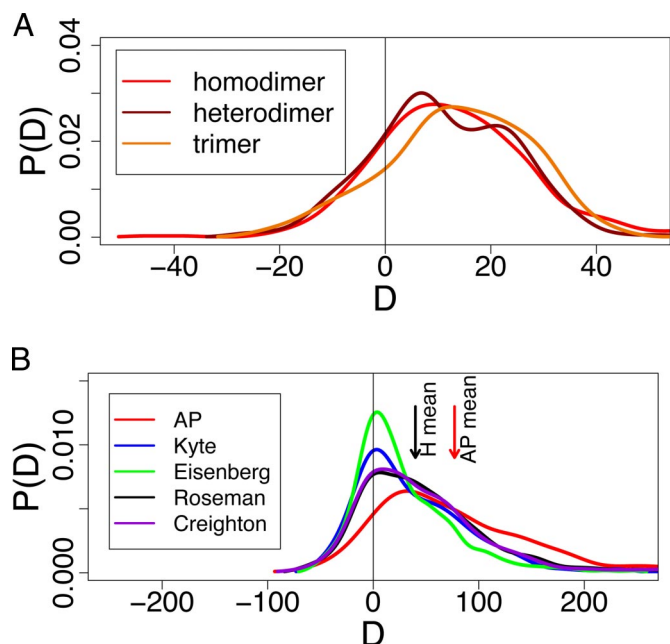 A
P(D)
0.04
0.02
0.00
homodimer
heterodimer
trimer
−40 −20 0 20 40
D
B
P(D)
0.010
0.000
AP
Kyte
Eisenberg
Roseman
Creighton
H mean
AP mean
−200 −100 0 100 200
D